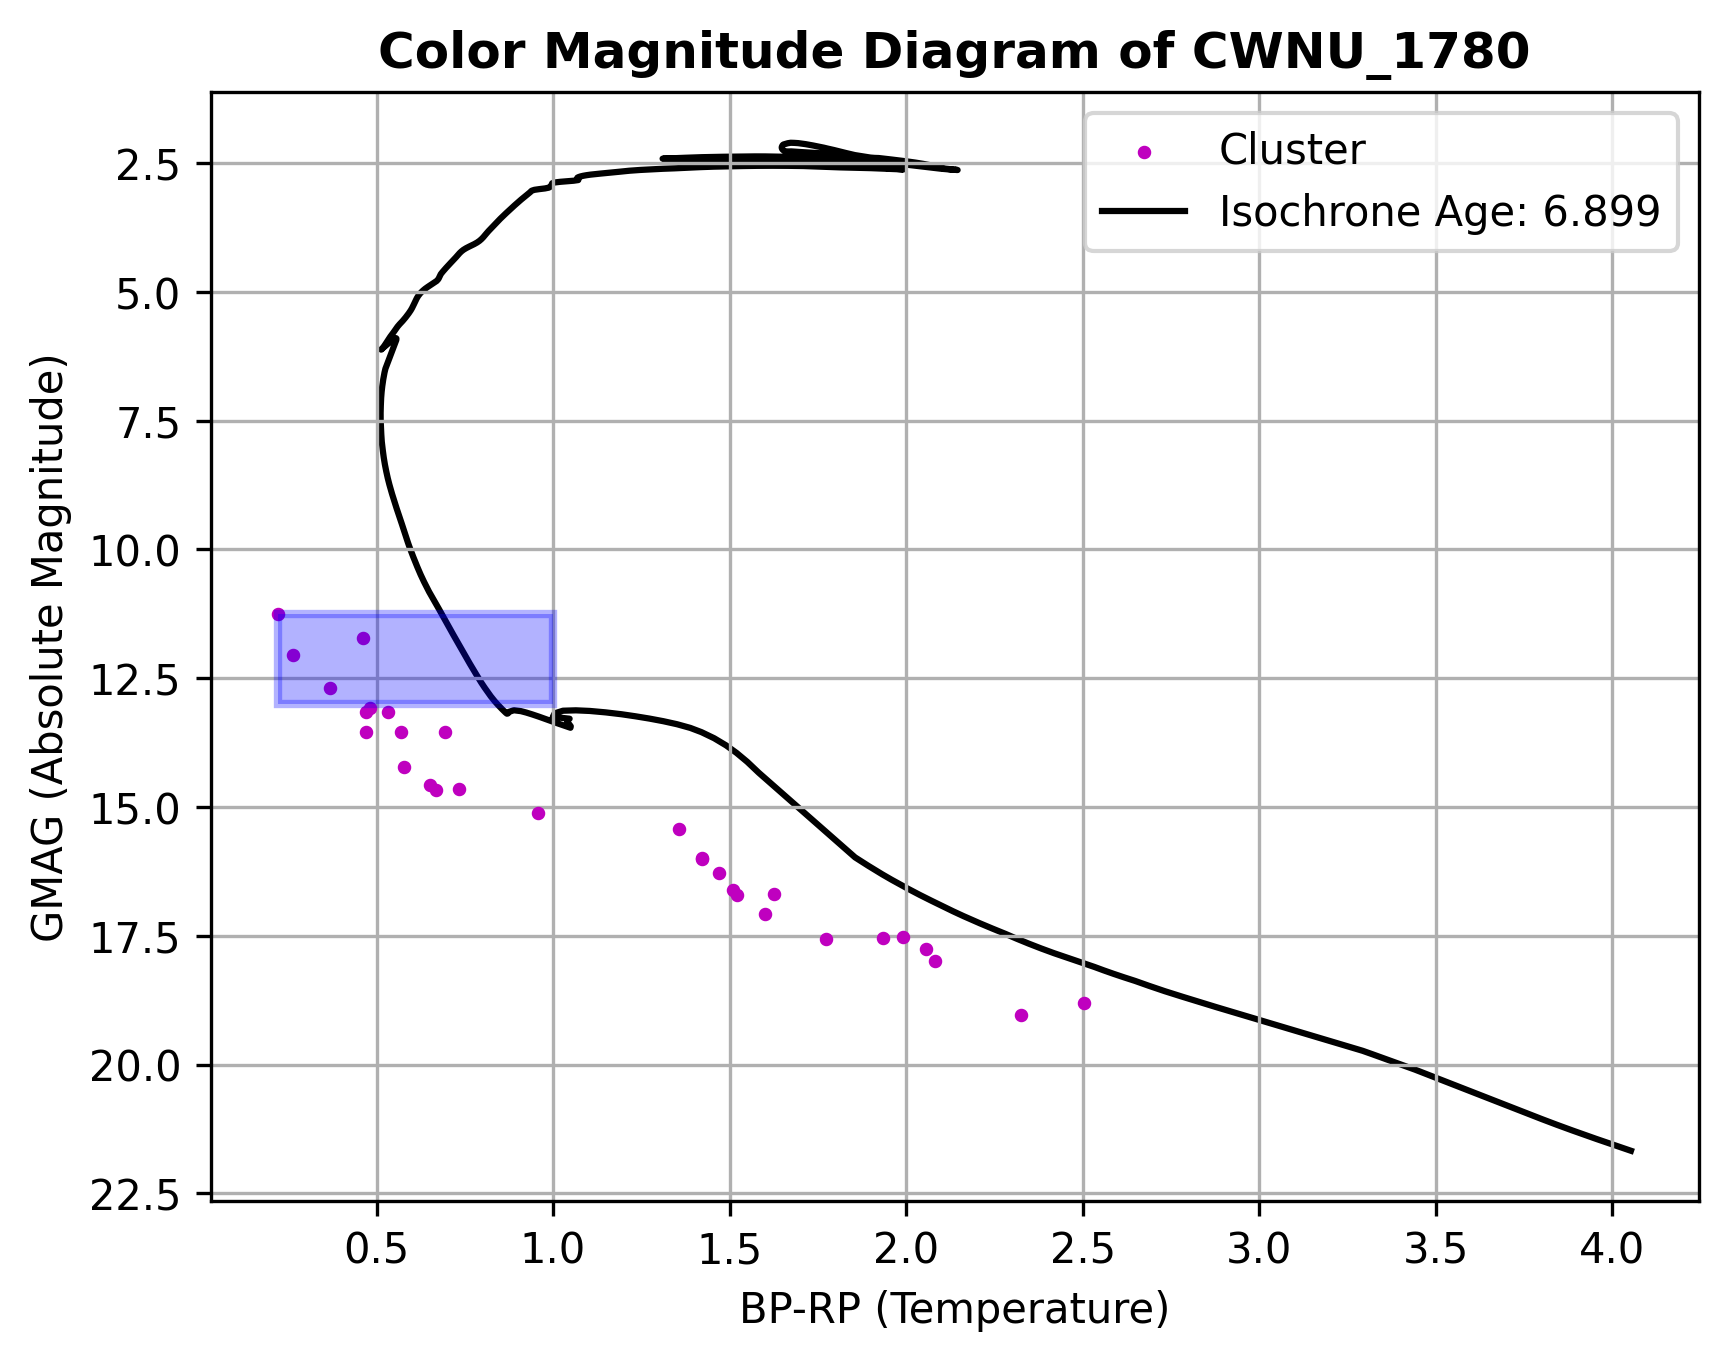 Color Magnitude Diagram of CWNU_1780
Cluster
Isochrone Age: 6.899
GMAG (Absolute Magnitude)
2.5
5.0
7.5
10.0
12.5
15.0
17.5
20.0
22.5
0.5 1.0 1.5 2.0 2.5 3.0 3.5 4.0
BP-RP (Temperature)